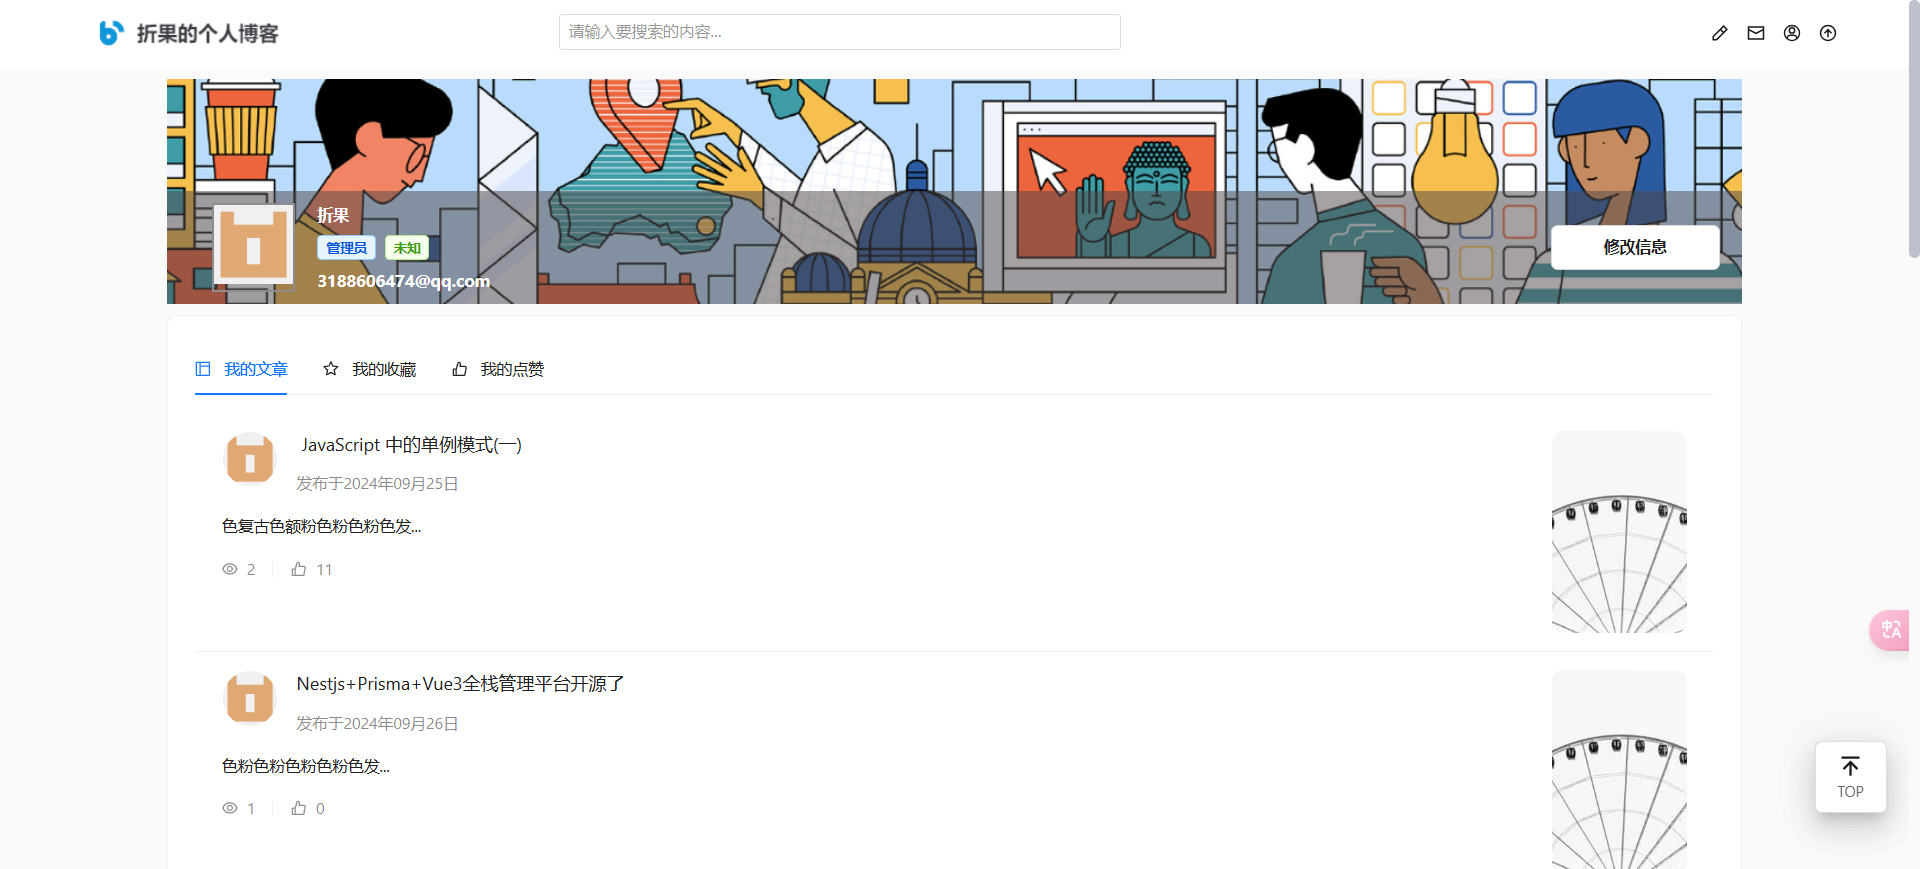 折果的个人博客
请输入要搜索的内容...
折果
管理员 未知
3188606474@qq.com
修改信息
我的文章 我的收藏 我的点赞
JavaScript 中的单例模式(一)
发布于2024年09月25日
色复古色额粉色粉色粉色发...
2 11
Nestjs+Prisma+Vue3全栈管理平台开源了
发布于2024年09月26日
色粉色粉色粉色粉色发...
1 0
中A
TOP